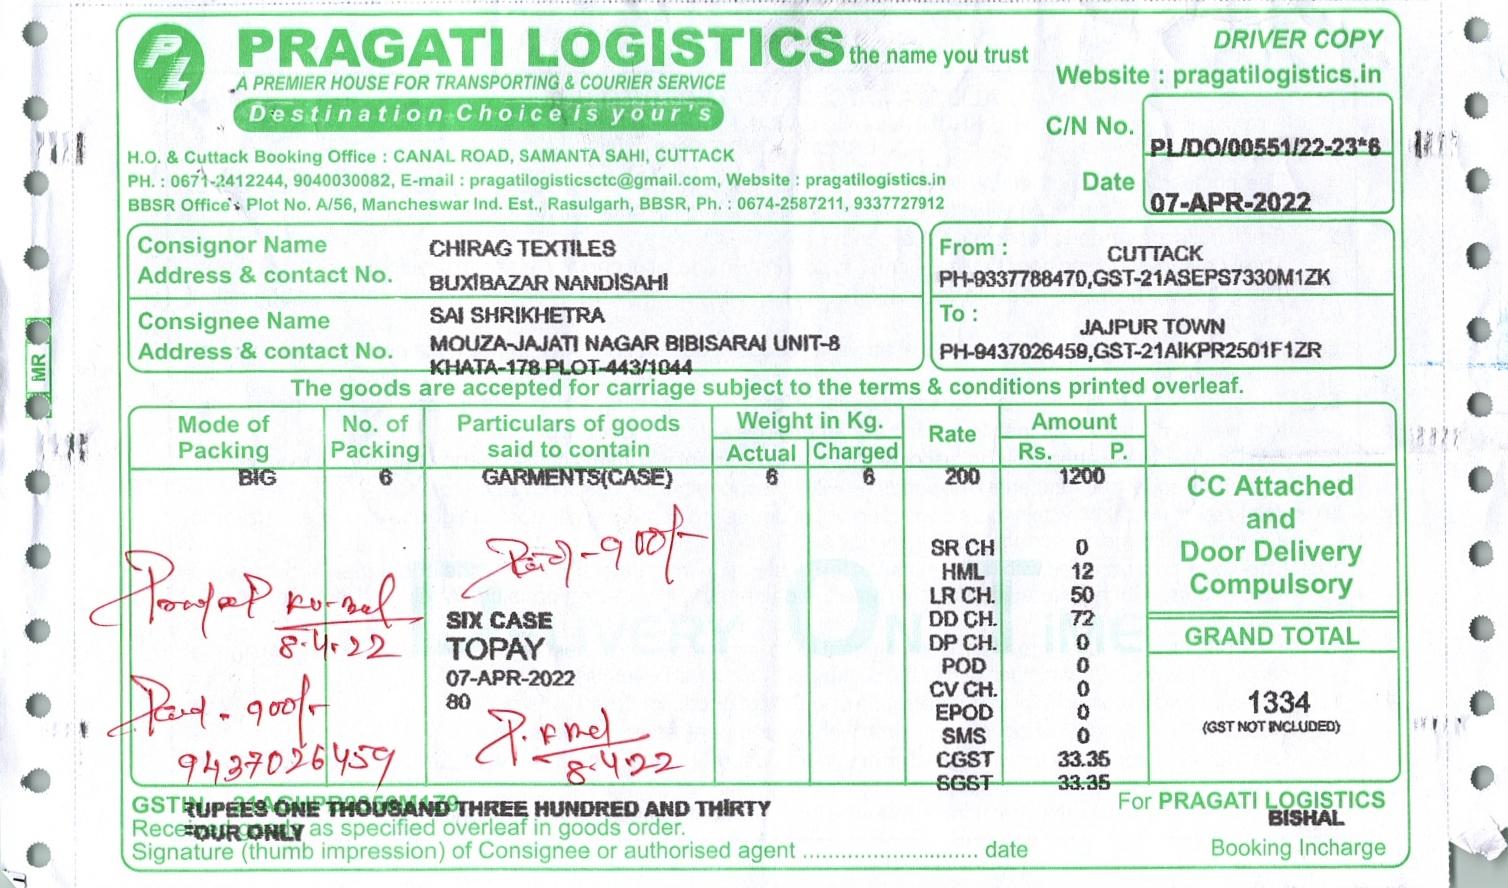 PL
PRAGATI LOGISTICS the name you trust
DRIVER COPY
A PREMIER HOUSE FOR TRANSPORTING & COURIER SERVICE
Website : pragatilogistics.in
Destination Choice is your's
C/N No.
PL/DO/00551/22-23*6
H.O. & Cuttack Booking Office : CANAL ROAD, SAMANTA SAHI, CUTTACK
PH. : 0671-2412244, 9040030082, E-mail : pragatilogisticsctc@gmail.com, Website : pragatilogistics.in
Date
07-APR-2022
BBSR Office : Plot No. A/56, Mancheswar Ind. Est., Rasulgarh, BBSR, Ph. : 0674-2587211, 9337727912
Consignor Name CHIRAG TEXTILES
Address & contact No. BUXIBAZAR NANDISAHI
From : CUTTACK
PH-9337788470,GST-21ASEPS7330M1ZK
Consignee Name SAI SHRIKHETRA
Address & contact No. MOUZA-JAJATI NAGAR BIBISARAI UNIT-8
KHATA-178 PLOT-443/1044
To : JAJPUR TOWN
PH-9437026459,GST-21AIKPR2501F1ZR
MR
The goods are accepted for carriage subject to the terms & conditions printed overleaf.
Mode of Packing No. of Packing Particulars of goods said to contain Weight in Kg. Actual Charged Rate Amount Rs. P.
BIG 6 GARMENTS(CASE) 6 6 200 1200
CC Attached
and
Door Delivery
Compulsory
Paid - 900/-
8.4.22
SIX CASE
TOPAY
07-APR-2022
80
Paid - 900/-
9437026459
8.4.22
SR CH 0
HML 12
LR CH. 50
DD CH. 72
DP CH. 0
POD 0
CV CH. 0
EPOD 0
SMS 0
CGST 33.35
SGST 33.35
GRAND TOTAL
1334
(GST NOT INCLUDED)
DELIVERY ON TIME
GSTIN
RUPEES ONE THOUSAND THREE HUNDRED AND THIRTY
FOUR ONLY
as specified overleaf in goods order.
Signature (thumb impression) of Consignee or authorised agent ............................ date
For PRAGATI LOGISTICS
BISHAL
Booking Incharge